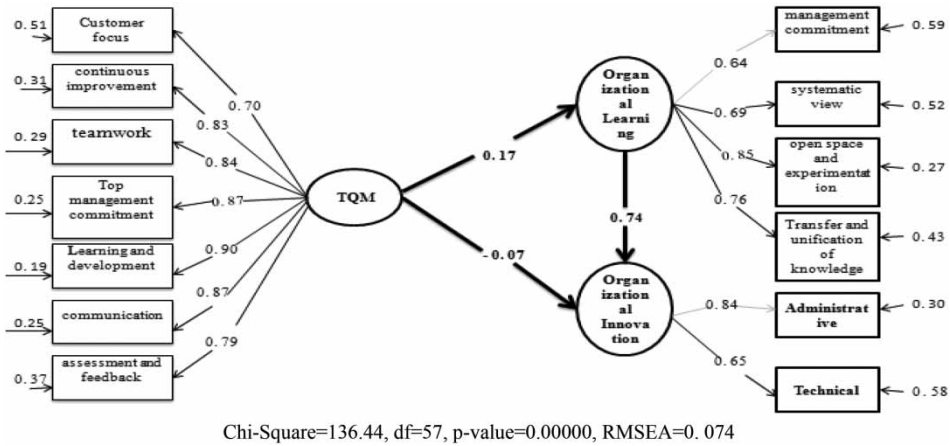 0.51
Customer
focus
0.31
continuous
improvement
0.29
teamwork
0.25
Top
management
commitment
0.19
Learning and
development
0.25
communication
0.37
assessment and
feedback
0.70
0.83
0.84
0.87
0.90
0.87
0.79
TQM
0.17
-0.07
Organ
ization
al
Learni
ng
0.74
Organ
ization
al
Innova
tion
0.64
0.69
0.85
0.76
0.84
0.65
management
commitment
0.59
systematic
view
0.52
open space
and
experimentat
ion
0.27
Transfer and
unification
of
knowledge
0.43
Administrat
ive
0.30
Technical
0.58
Chi-Square=136.44, df=57, p-value=0.00000, RMSEA=0. 074